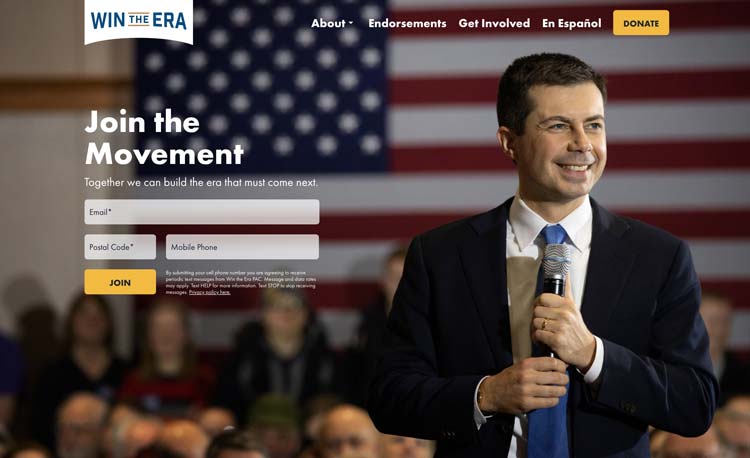 WIN THE ERA
About
Endorsements
Get Involved
En Español
DONATE
Join the
Movement
Together we can build the era that must come next.
Email*
Postal Code*
Mobile Phone
JOIN
By submitting your cell phone number you are agreeing to receive
periodic text messages from Win the Era PAC. Message and data rates
may apply. Text HELP for more information. Text STOP to stop receiving
messages. Privacy policy here.